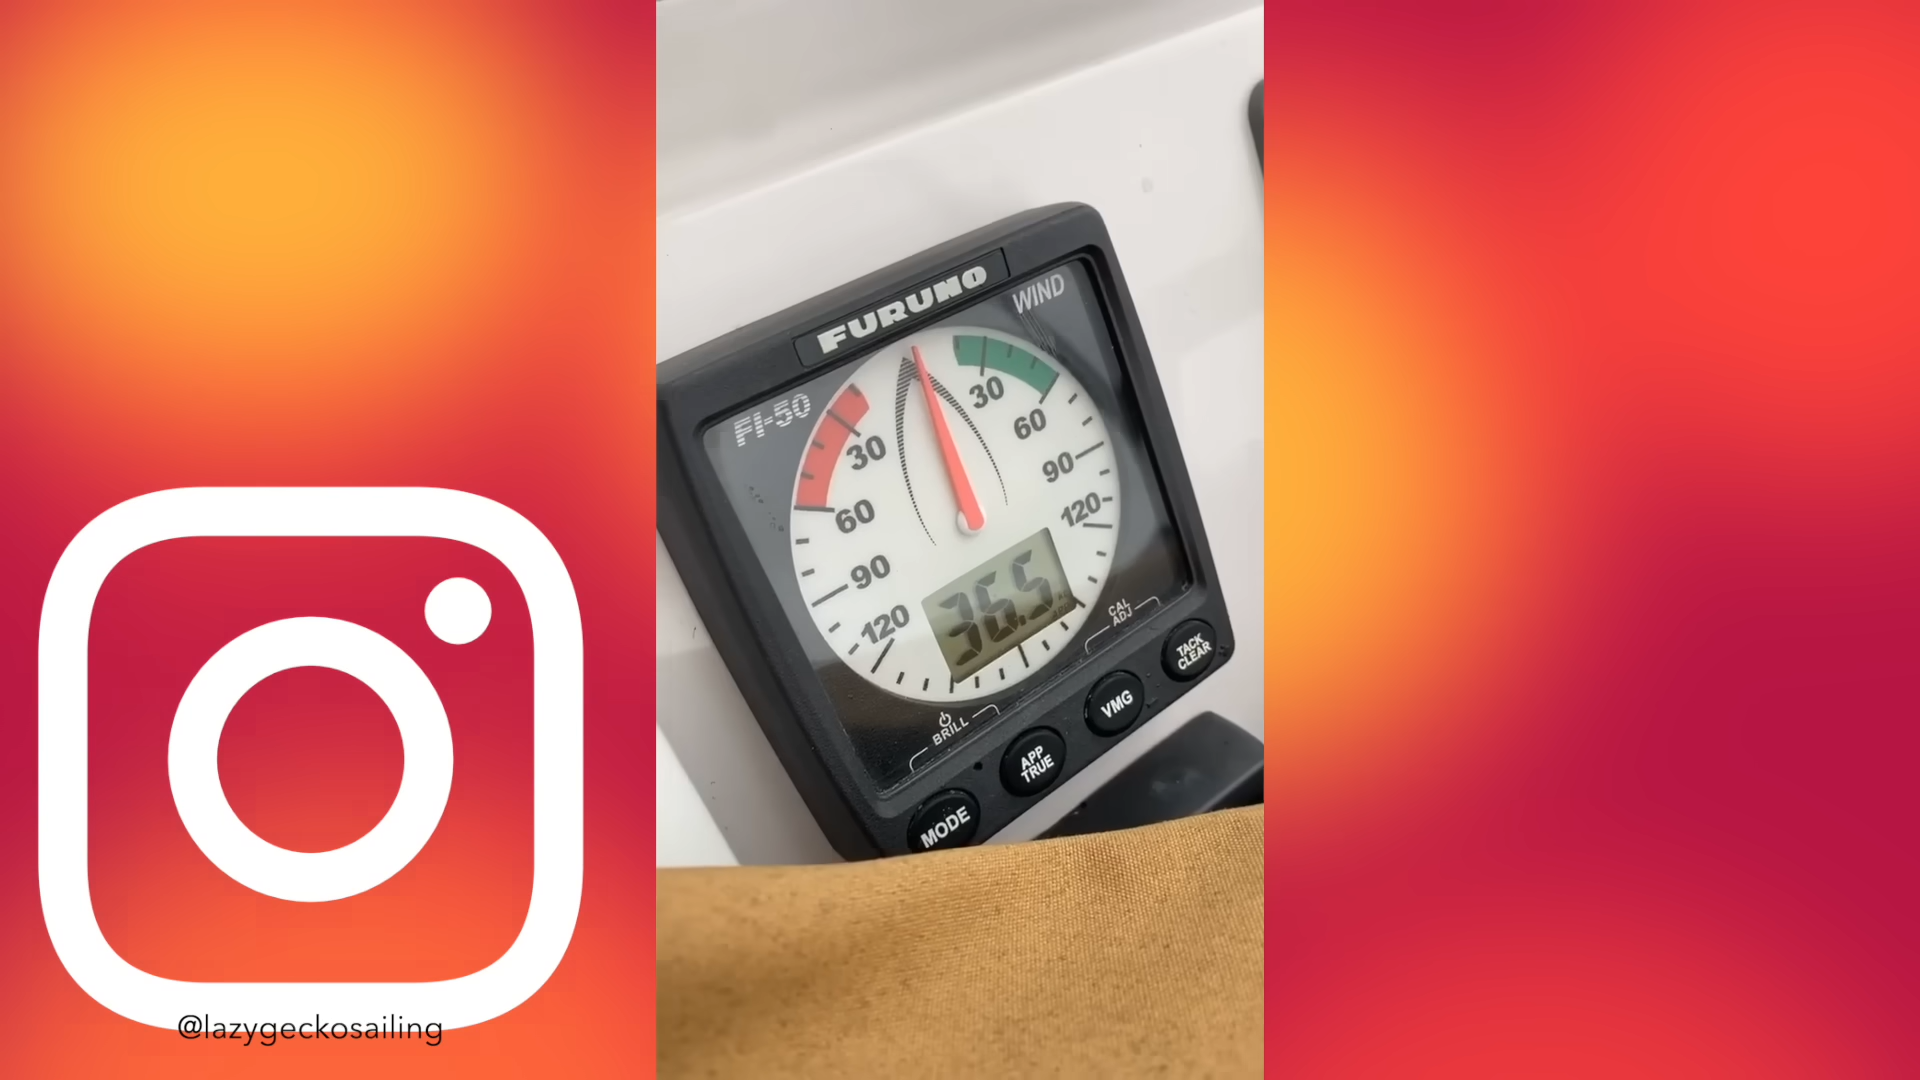 FURUNO
WIND
FI-50
30
30
60
60
90
90
120
120
36.5
CAL
ADJ
BRILL
TACK
CLEAR
VMG
APP
TRUE
MODE
@lazygeckosailing